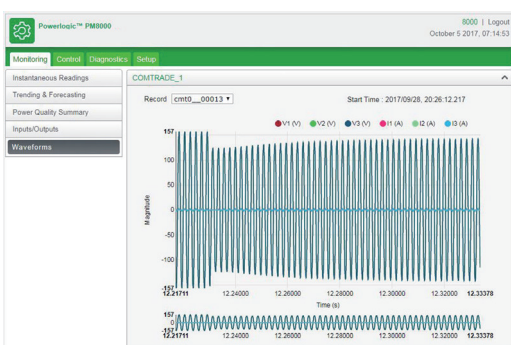 Powerlogic™ PM8000
8000 | Logout
October 5 2017, 07:14:53
Monitoring Control Diagnostics Setup
Instantaneous Readings
Trending & Forecasting
Power Quality Summary
Inputs/Outputs
Waveforms
COMTRADE_1
Record cmt0__00013
Start Time : 2017/09/28, 20:26:12.217
V1 (V) V2 (V) V3 (V) I1 (A) I2 (A) I3 (A)
157
100
50
0
-50
-100
-157
Magnitude
12.21711 12.24000 12.26000 12.28000 12.30000 12.32000 12.33378
Time (s)
157
0
-157
12.21711 12.24000 12.26000 12.28000 12.30000 12.32000 12.33378